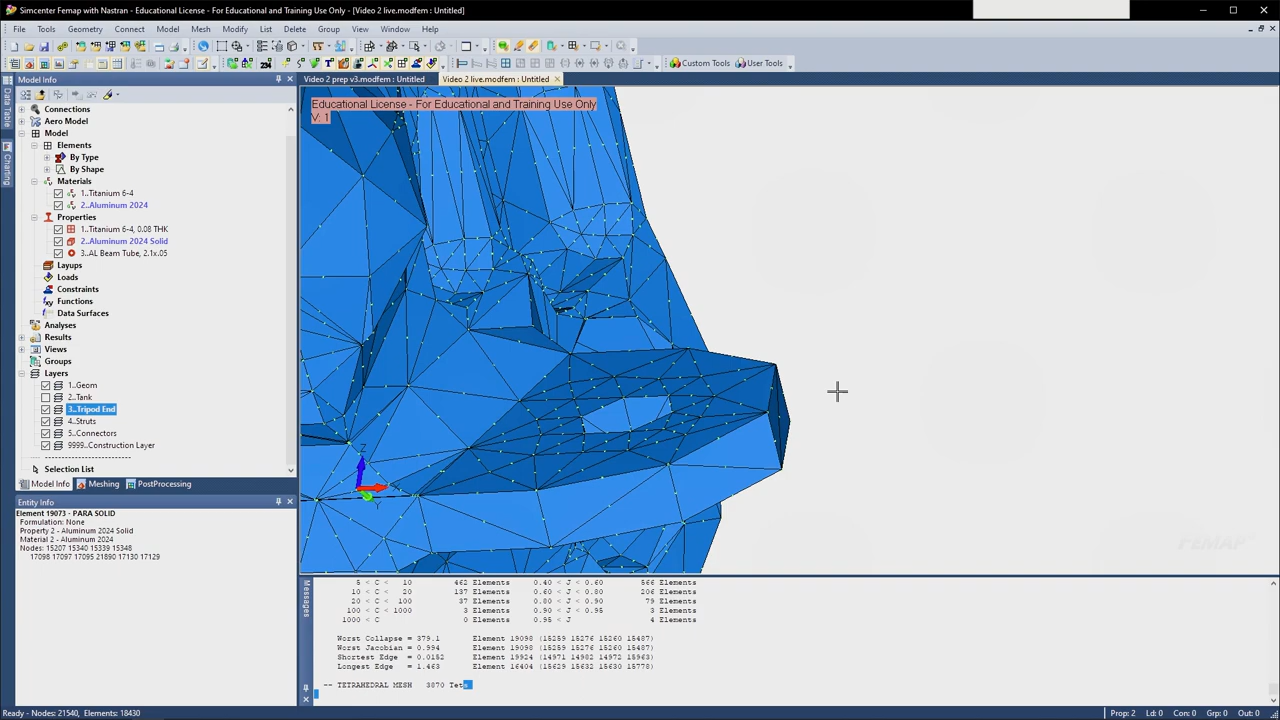 Simcenter Femap with Nastran - Educational License - For Educational and Training Use Only - [Video 2 live.modfem : Untitled]
File Tools Geometry Connect Model Mesh Modify List Delete Group View Window Help
Custom Tools User Tools
Model Info
Video 2 prep v3.modfem : Untitled Video 2 live.modfem : Untitled
Educational License - For Educational and Training Use Only
V: 1
Data Table
Charting
Connections
Aero Model
Model
Elements
By Type
By Shape
Materials
1..Titanium 6-4
2..Aluminum 2024
Properties
1..Titanium 6-4, 0.08 THK
2..Aluminum 2024 Solid
3..AL Beam Tube, 2.1x.05
Layups
Loads
Constraints
Functions
Data Surfaces
Analyses
Results
Views
Groups
Layers
1..Geom
2..Tank
3..Tripod End
4..Struts
5..Connectors
9999..Construction Layer
Selection List
Model Info Meshing PostProcessing
Entity Info
Element 19073 - PARA SOLID
Formulation: None
Property 2 - Aluminum 2024 Solid
Material 2 - Aluminum 2024
Nodes: 15207 15340 15339 15348
17098 17097 17095 21890 17130 17129
Z
Y
FEMAP
Messages
5 < C < 10 462 Elements 0.40 < J < 0.60 566 Elements
10 < C < 20 137 Elements 0.60 < J < 0.80 206 Elements
20 < C < 100 37 Elements 0.80 < J < 0.90 79 Elements
100 < C < 1000 3 Elements 0.90 < J < 0.95 3 Elements
1000 < C 0 Elements 0.95 < J 4 Elements
Worst Collapse = 379.1 Element 19098 (15259 15276 15260 15487)
Worst Jacobian = 0.994 Element 19098 (15259 15276 15260 15487)
Shortest Edge = 0.0152 Element 19924 (14971 14982 14972 15963)
Longest Edge = 1.463 Element 16404 (15629 15632 15630 15778)
-- TETRAHEDRAL MESH 3870 Tets
Ready - Nodes: 21540, Elements: 18430
Prop: 2 Ld: 0 Con: 0 Grp: 0 Out: 0